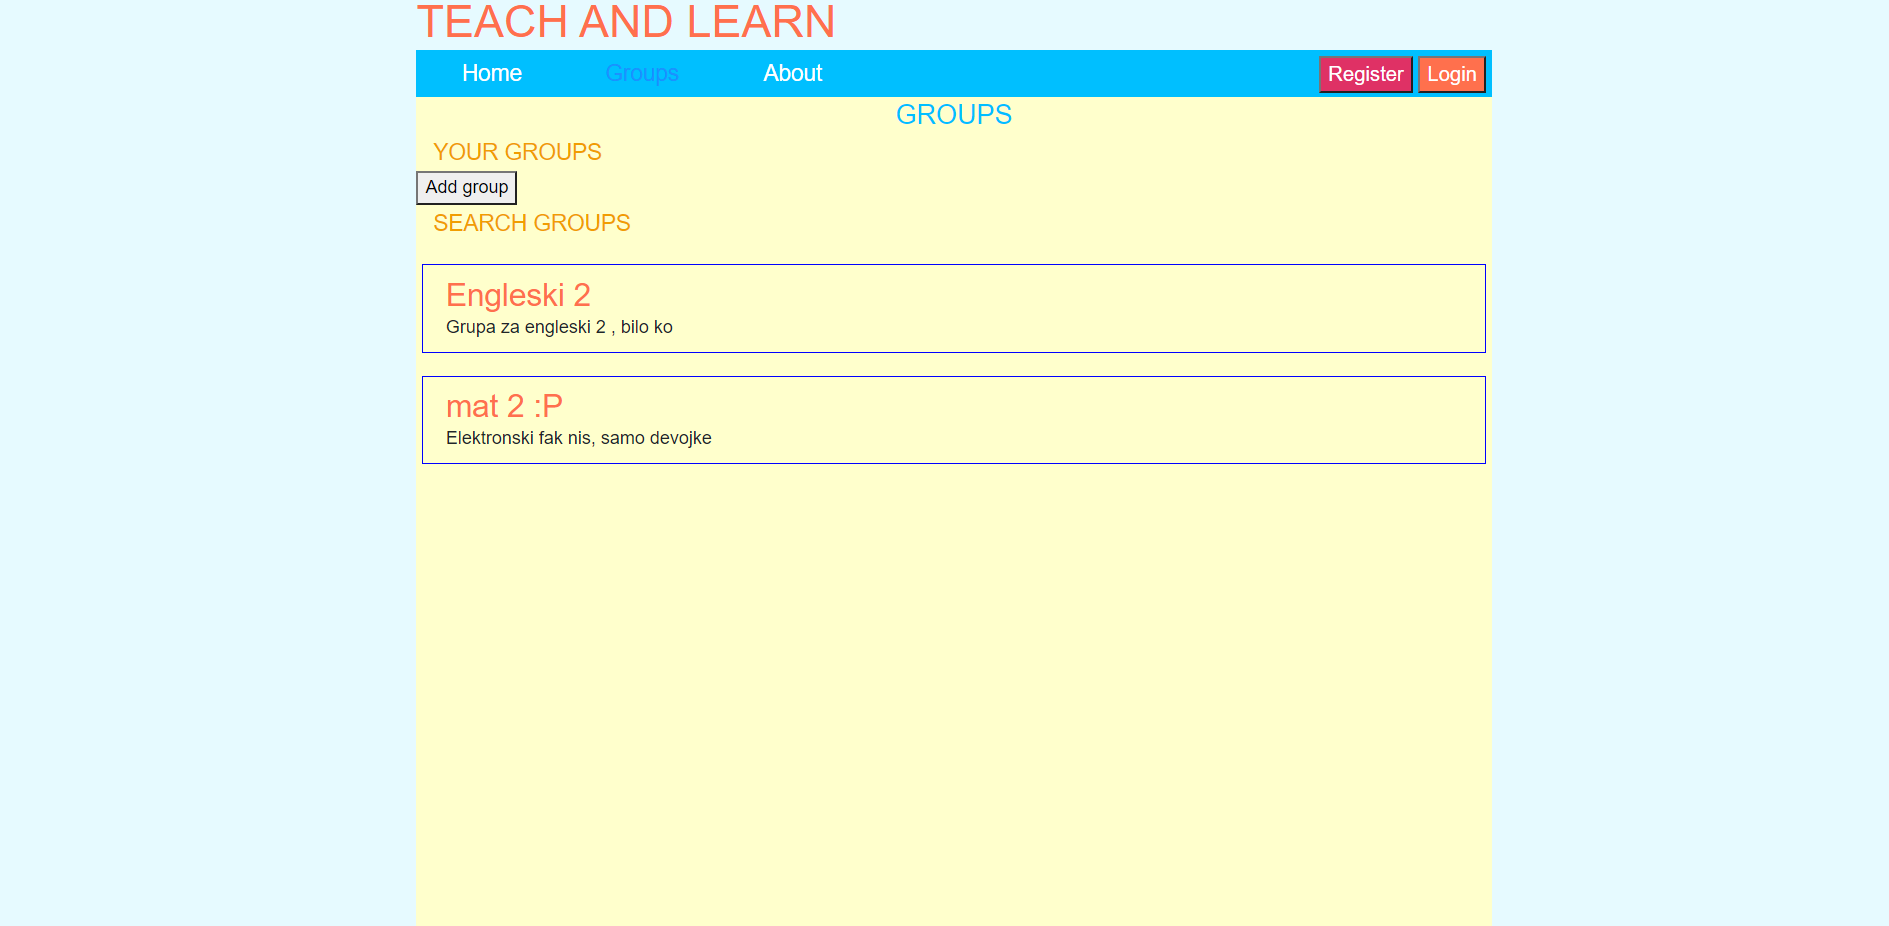 TEACH AND LEARN
Home Groups About Register Login
GROUPS
YOUR GROUPS
Add group
SEARCH GROUPS
Engleski 2
Grupa za engleski 2 , bilo ko
mat 2 :P
Elektronski fak nis, samo devojke